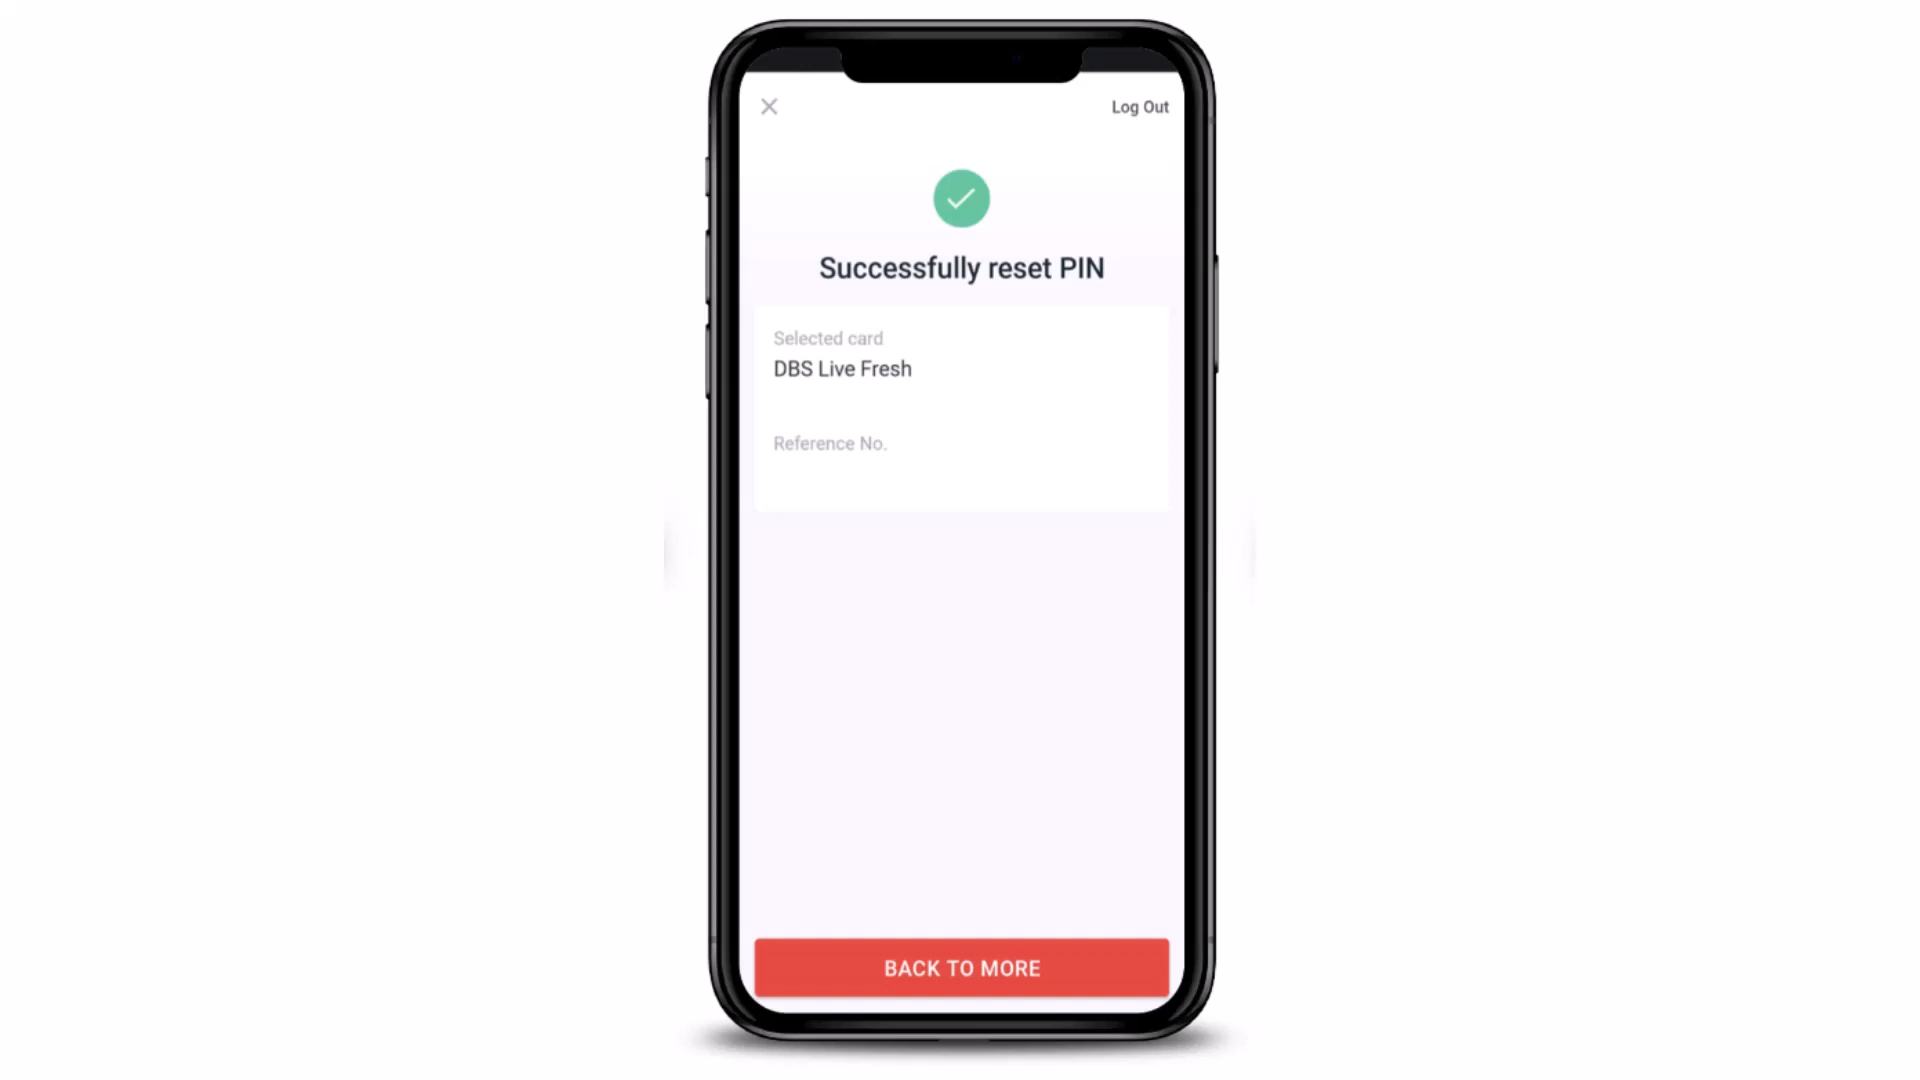 Log Out
Successfully reset PIN
Selected card
DBS Live Fresh
Reference No.
BACK TO MORE